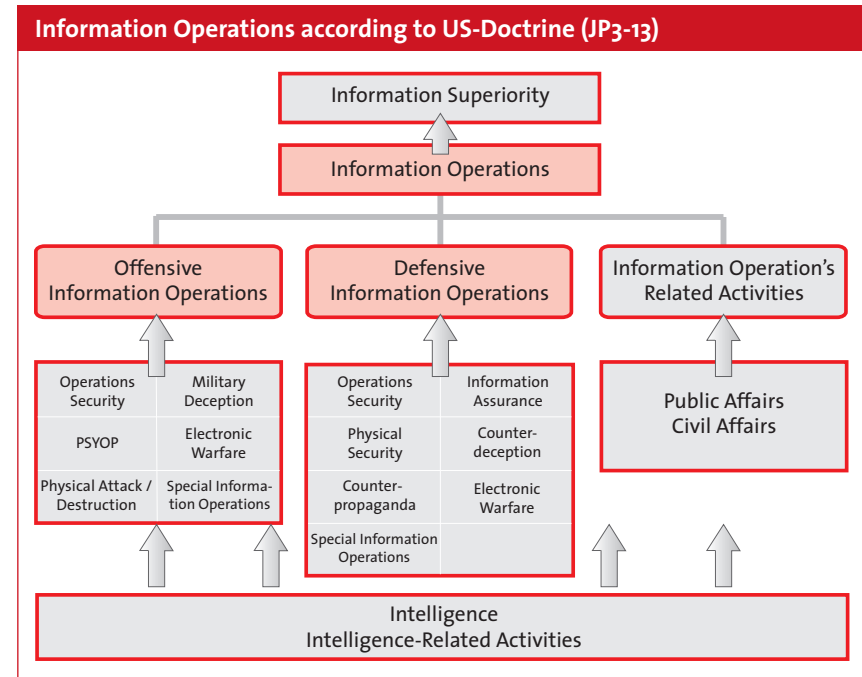 Information Operations according to US-Doctrine (JP3-13)
Information Superiority
Information Operations
Offensive
Information Operations
Defensive
Information Operations
Information Operation's
Related Activities
Operations
Security
Military
Deception
PSYOP
Electronic
Warfare
Physical Attack /
Destruction
Special Informa-
tion Operations
Operations
Security
Information
Assurance
Physical
Security
Counter-
deception
Counter-
propaganda
Electronic
Warfare
Special Information
Operations
Public Affairs
Civil Affairs
Intelligence
Intelligence-Related Activities